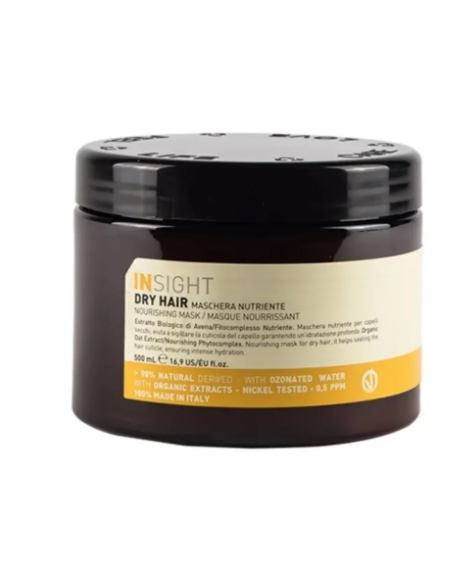 LOVE
LIFE
INSIGHT
DRY HAIR MASCHERA NUTRIENTE
NOURISHING MASK / MASQUE NOURRISSANT
Estratto Biologico di Avena/Fitocomplesso Nutriente. Maschera nutriente per capelli
secchi, aiuta a sigillare la cuticola del capello garantendo un'idratazione profonda. Organic
Oat Extract/Nourishing Phytocomplex. Nourishing mask for dry hair, it helps sealing the
hair cuticle, ensuring intense hydration.
500 mL ℮ 16,9 US/ÉU fl.oz.
98% NATURAL DERIVED - WITH OZONATED WATER
WITH ORGANIC EXTRACTS - NICKEL TESTED < 0,5 PPM
100% MADE IN ITALY